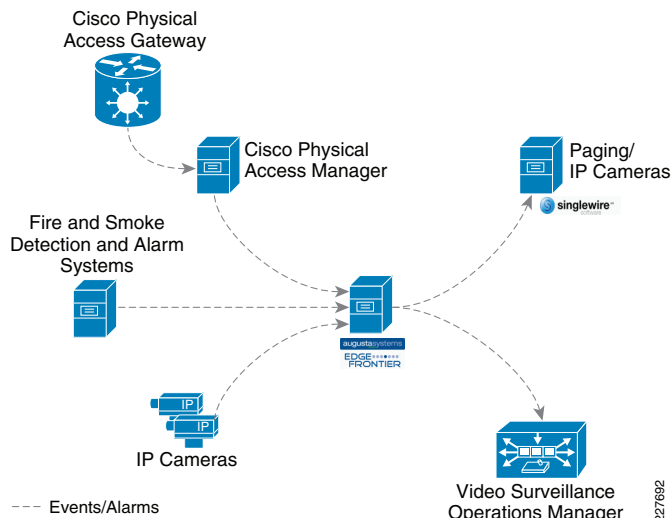 Cisco Physical
Access Gateway
Cisco Physical
Access Manager
Paging/
IP Cameras
singlewire™
software
Fire and Smoke
Detection and Alarm
Systems
augustasystems
EDGE
FRONTIER
IP
IP
IP Cameras
Video Surveillance
Operations Manager
Events/Alarms
227692